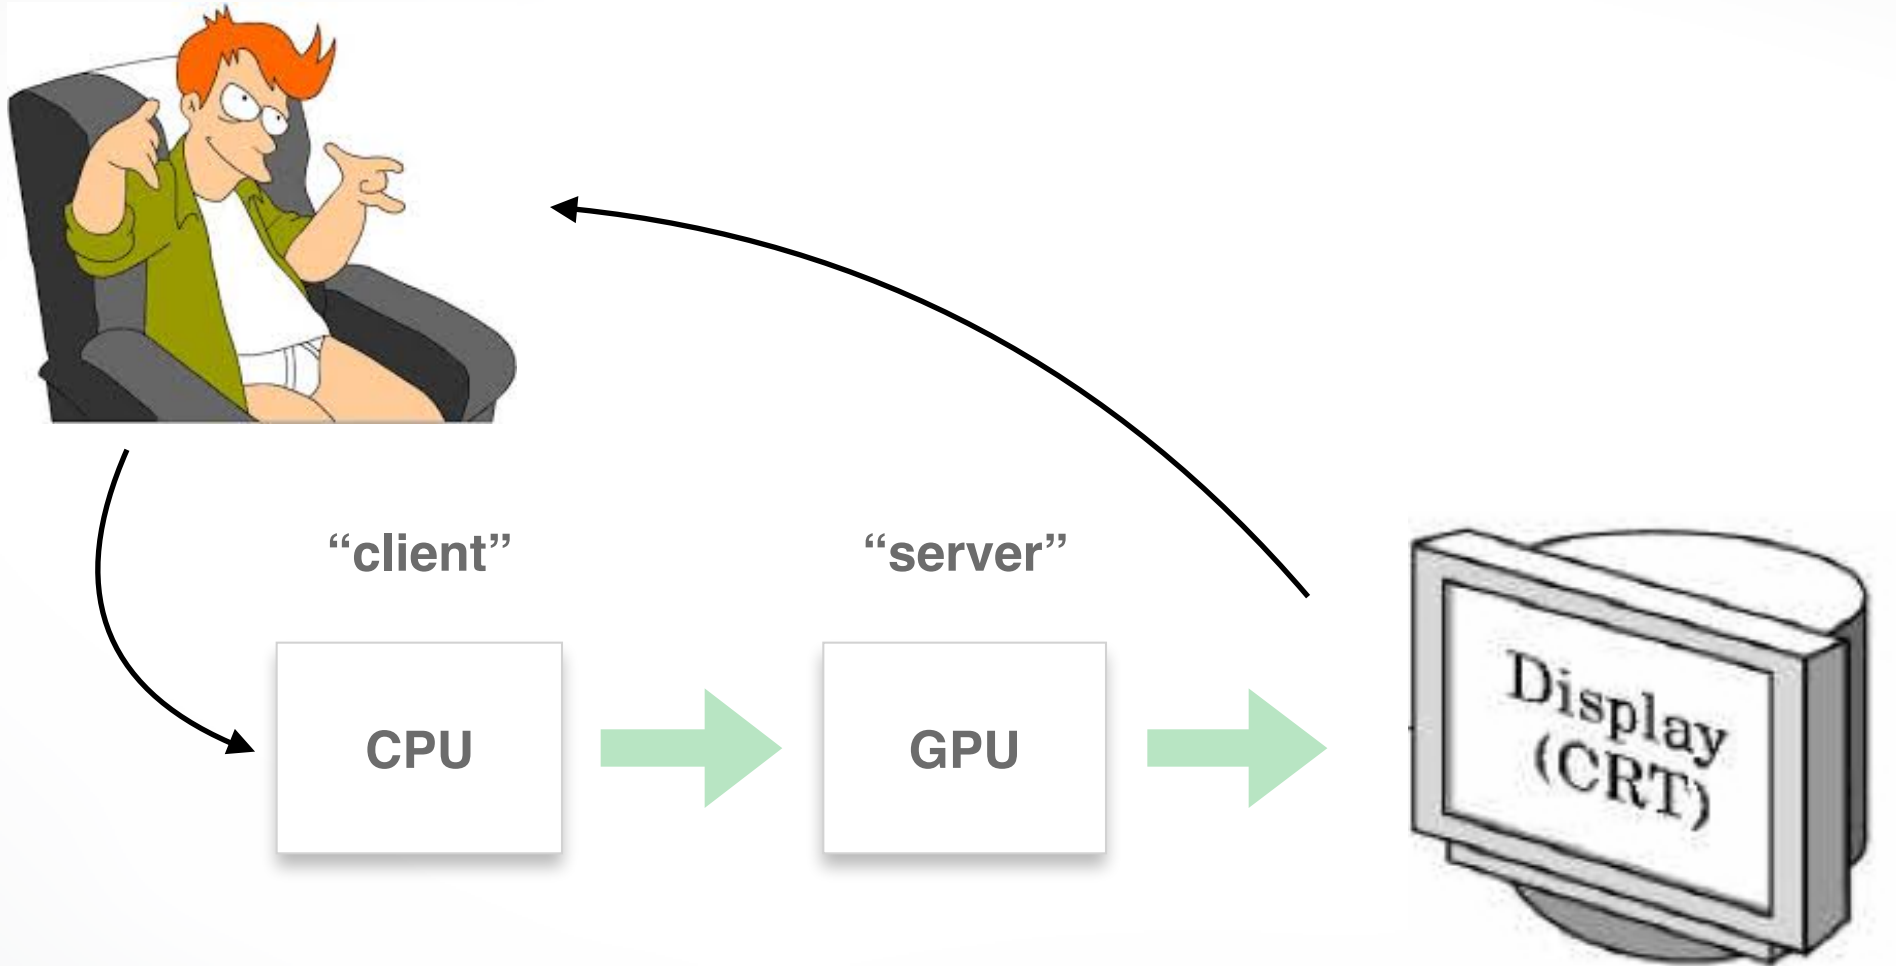 “client”
“server”
CPU
GPU
Display
(CRT)